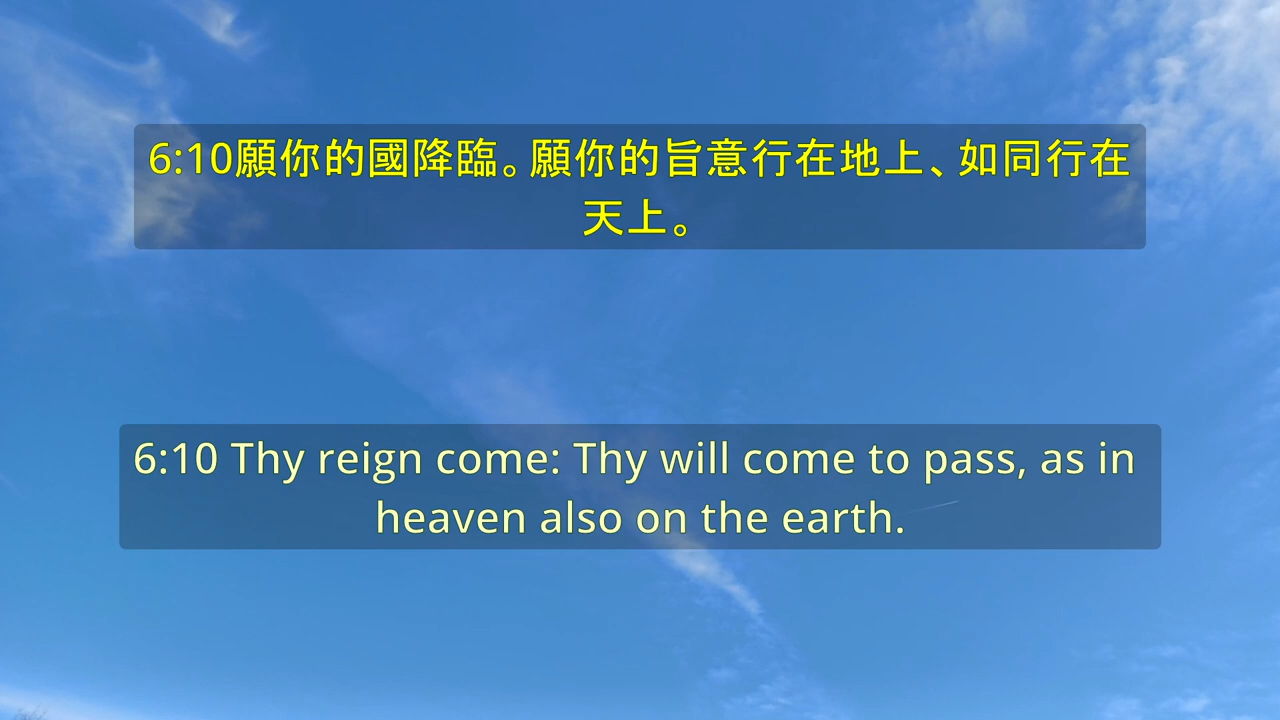 6:10願你的國降臨。願你的旨意行在地上、如同行在
天上。
6:10 Thy reign come: Thy will come to pass, as in
heaven also on the earth.